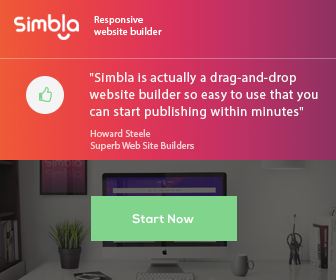 Simbla
Responsive
website builder
"Simbla is actually a drag-and-drop
website builder so easy to use that you
can start publishing within minutes"
Howard Steele
Superb Web Site Builders
Start Now